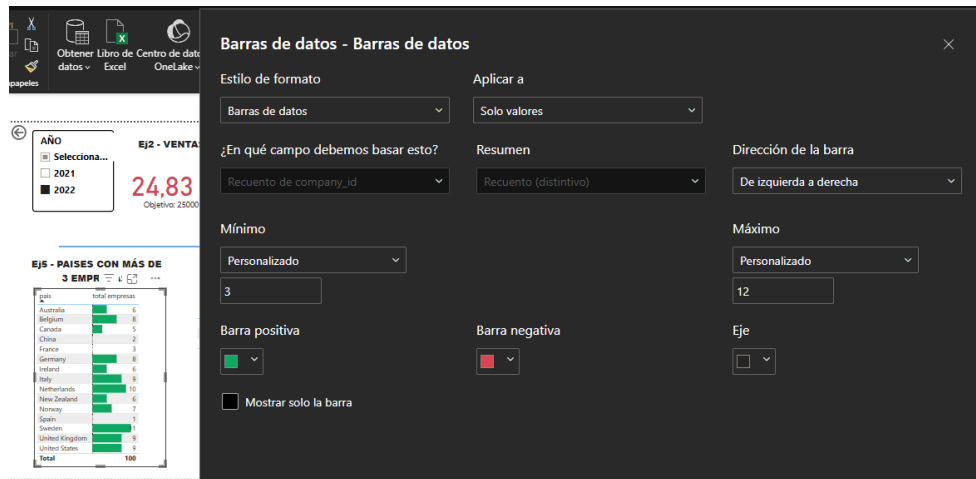 Obtener Libro de Centro de dato
datos Excel OneLake
papeles
Barras de datos - Barras de datos
Estilo de formato Aplicar a
Barras de datos Solo valores
¿En qué campo debemos basar esto? Resumen Dirección de la barra
Recuento de company_id Recuento (distintivo) De izquierda a derecha
Mínimo Máximo
Personalizado Personalizado
3 12
Barra positiva Barra negativa Eje
Mostrar solo la barra
AÑO
Selecciona...
2021
2022
Ej2 - VENTA
24,83
Objetivo: 25000
Ej5 - PAISES CON MÁS DE
3 EMPR
pais total empresas
Australia 6
Belgium 8
Canada 5
China 2
France 3
Germany 8
Ireland 6
Italy 9
Netherlands 10
New Zealand 6
Norway 7
Spain 1
Sweden
United Kingdom 9
United States 9
Total 100